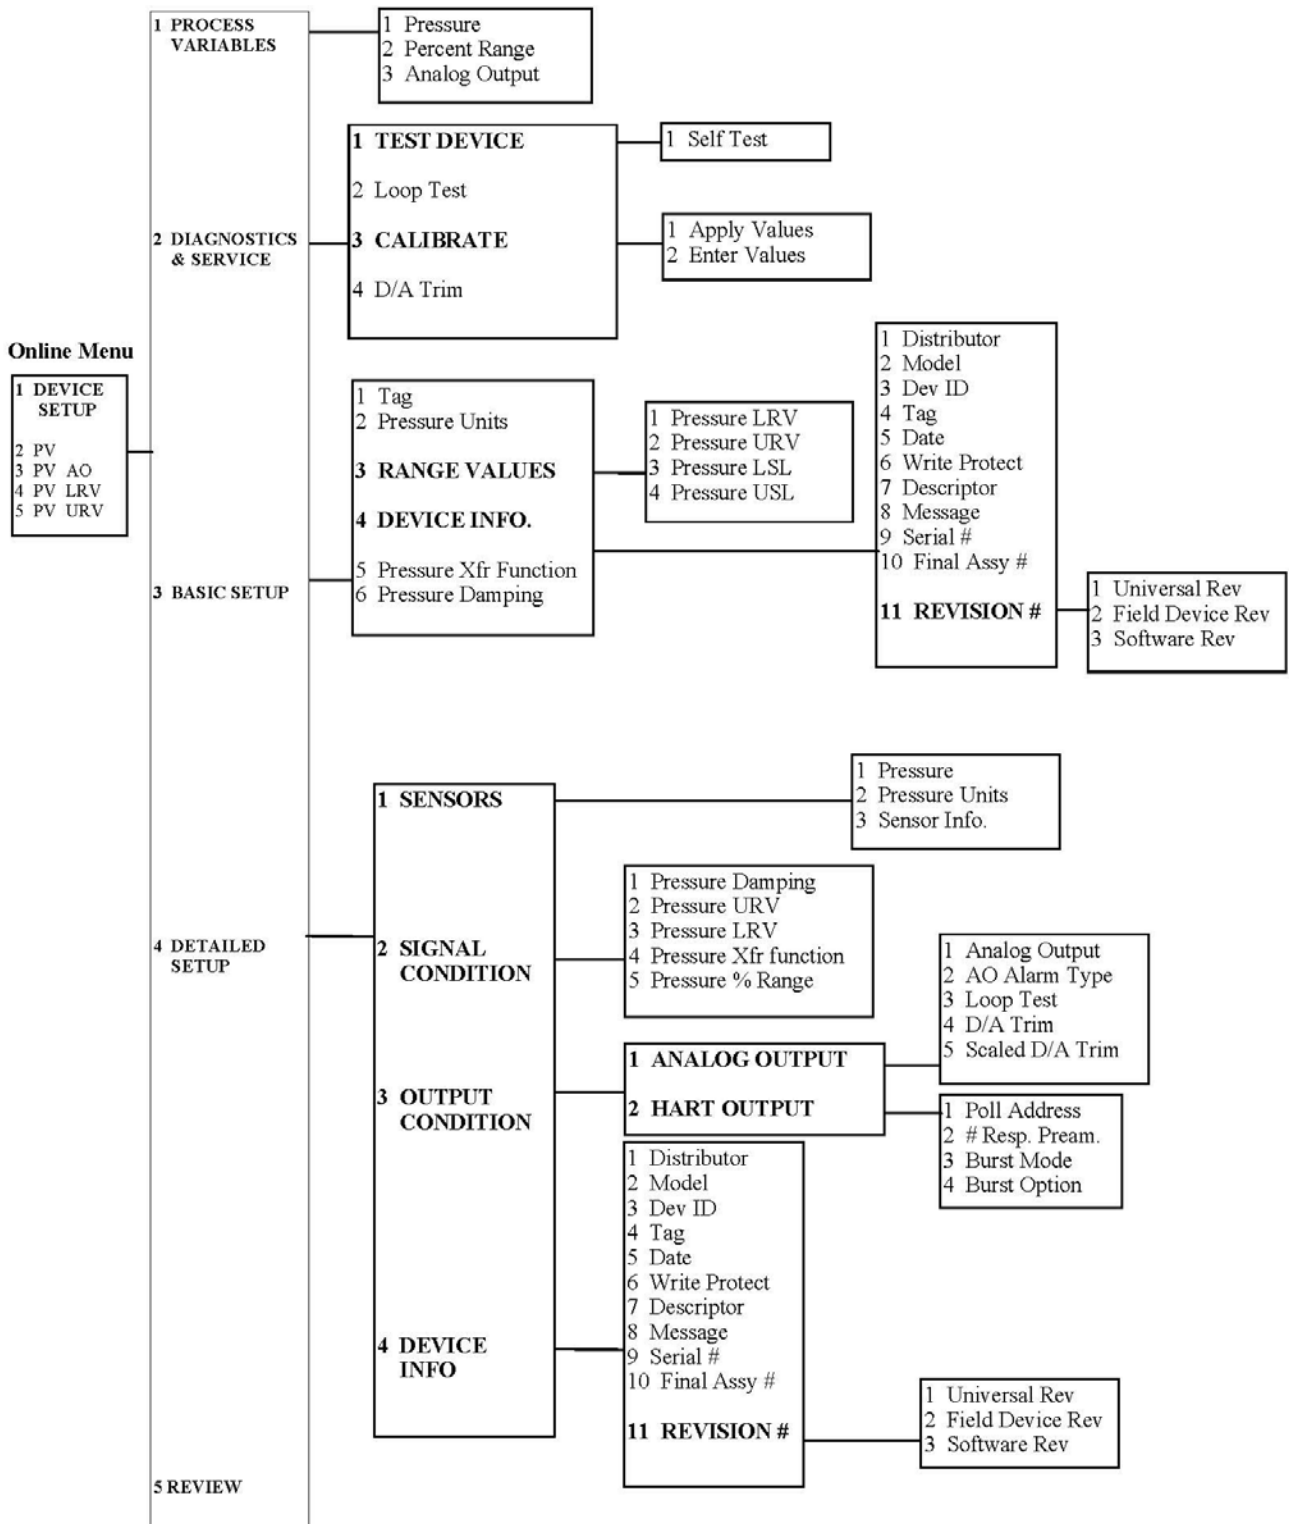 1 PROCESS
VARIABLES
1 Pressure
2 Percent Range
3 Analog Output
1 TEST DEVICE
2 Loop Test
3 CALIBRATE
4 D/A Trim
1 Self Test
2 DIAGNOSTICS
& SERVICE
1 Apply Values
2 Enter Values
Online Menu
1 DEVICE
SETUP
2 PV
3 PV AO
4 PV LRV
5 PV URV
1 Tag
2 Pressure Units
3 RANGE VALUES
4 DEVICE INFO.
5 Pressure Xfr Function
6 Pressure Damping
1 Pressure LRV
2 Pressure URV
3 Pressure LSL
4 Pressure USL
1 Distributor
2 Model
3 Dev ID
4 Tag
5 Date
6 Write Protect
7 Descriptor
8 Message
9 Serial #
10 Final Assy #
11 REVISION #
1 Universal Rev
2 Field Device Rev
3 Software Rev
3 BASIC SETUP
1 SENSORS
2 SIGNAL
CONDITION
3 OUTPUT
CONDITION
4 DEVICE
INFO
1 Pressure
2 Pressure Units
3 Sensor Info.
1 Pressure Damping
2 Pressure URV
3 Pressure LRV
4 Pressure Xfr function
5 Pressure % Range
4 DETAILED
SETUP
1 Analog Output
2 AO Alarm Type
3 Loop Test
4 D/A Trim
5 Scaled D/A Trim
1 ANALOG OUTPUT
2 HART OUTPUT
1 Poll Address
2 # Resp. Pream.
3 Burst Mode
4 Burst Option
1 Distributor
2 Model
3 Dev ID
4 Tag
5 Date
6 Write Protect
7 Descriptor
8 Message
9 Serial #
10 Final Assy #
11 REVISION #
1 Universal Rev
2 Field Device Rev
3 Software Rev
5 REVIEW